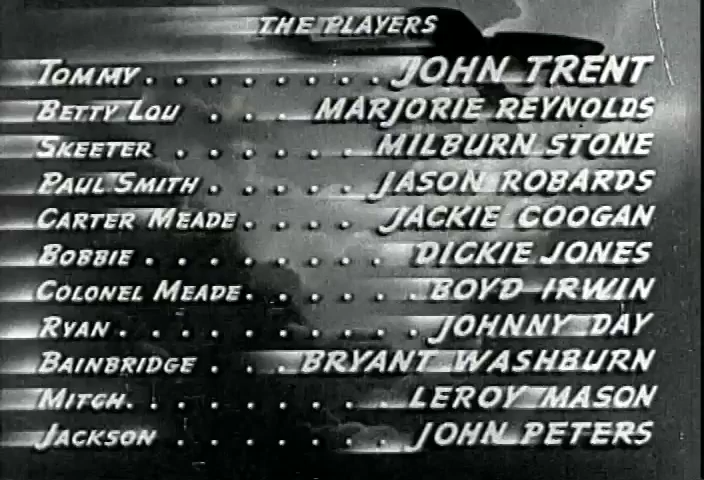 THE PLAYERS
TOMMY. . . . . . . . JOHN TRENT
BETTY LOU . . . MARJORIE REYNOLDS
SKEETER . . . . . . MILBURN STONE
PAUL SMITH . . . . . JASON ROBARDS
CARTER MEADE . . . . JACKIE COOGAN
BOBBIE . . . . . . . . DICKIE JONES
COLONEL MEADE. . . . . . BOYD IRWIN
RYAN . . . . . . . . . . JOHNNY DAY
BAINBRIDGE . . . BRYANT WASHBURN
MITCH. . . . . . . . . LEROY MASON
JACKSON . . . . . . . JOHN PETERS